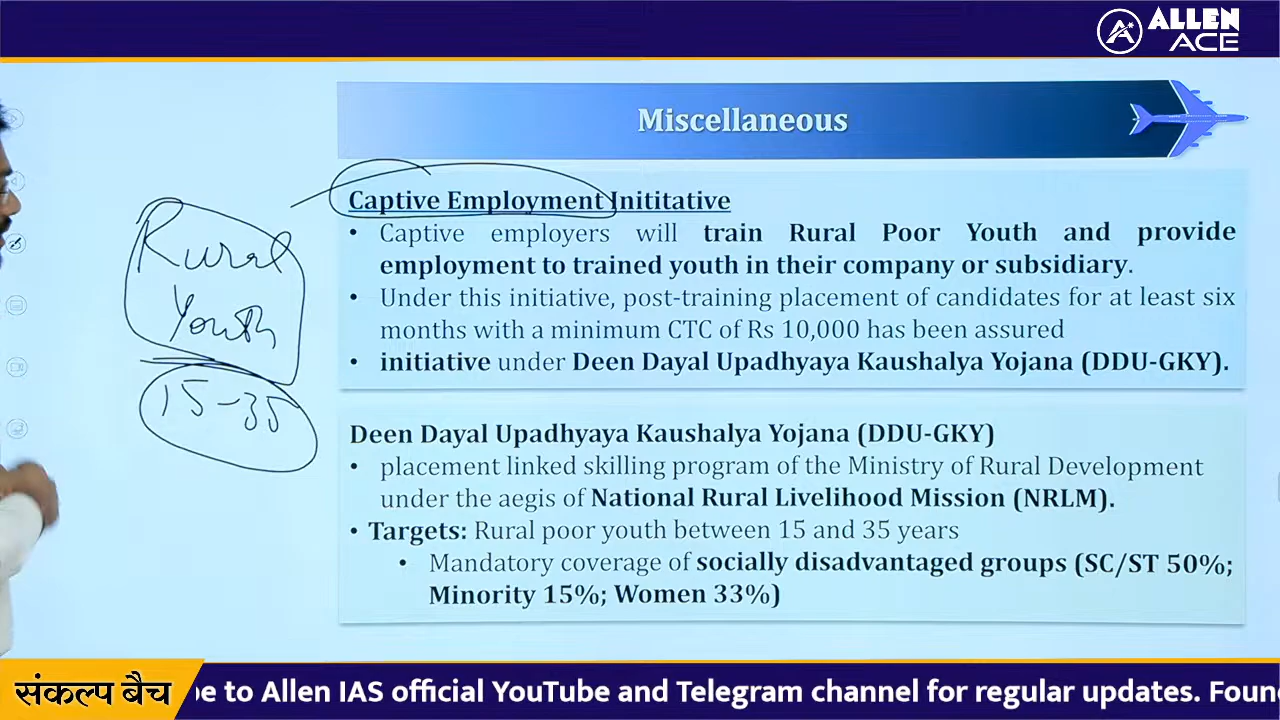 ALLEN
ACE
Miscellaneous
Captive Employment Inititative
• Captive employers will train Rural Poor Youth and provide
employment to trained youth in their company or subsidiary.
• Under this initiative, post-training placement of candidates for at least six
months with a minimum CTC of Rs 10,000 has been assured
• initiative under Deen Dayal Upadhyaya Kaushalya Yojana (DDU-GKY).
Rural
Youth
15-35
Deen Dayal Upadhyaya Kaushalya Yojana (DDU-GKY)
• placement linked skilling program of the Ministry of Rural Development
under the aegis of National Rural Livelihood Mission (NRLM).
• Targets: Rural poor youth between 15 and 35 years
• Mandatory coverage of socially disadvantaged groups (SC/ST 50%;
Minority 15%; Women 33%)
संकल्प बैच
to Allen IAS official YouTube and Telegram channel for regular updates.